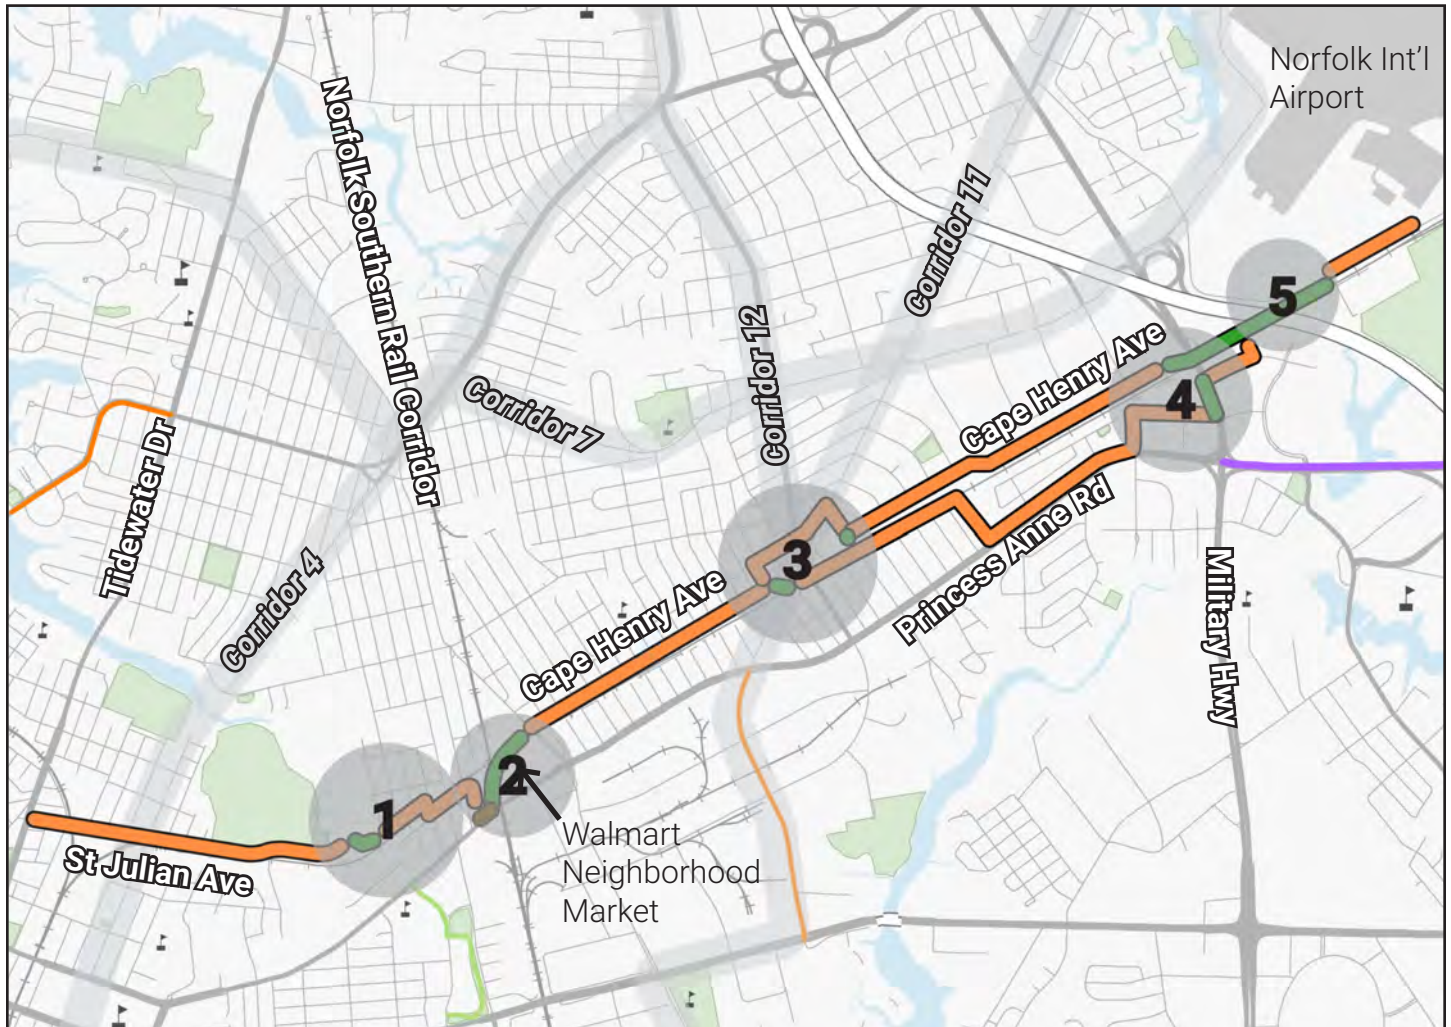 Norfolk Int'l
Airport
Norfolk Southern Rail Corridor
Corridor 11
5
Corridor 12
Cape Henry Ave
Corridor 7
4
Tidewater Dr
Princess Anne Rd
3
Corridor 4
Cape Henry Ave
Military Hwy
2
1
Walmart
Neighborhood
Market
St Julian Ave